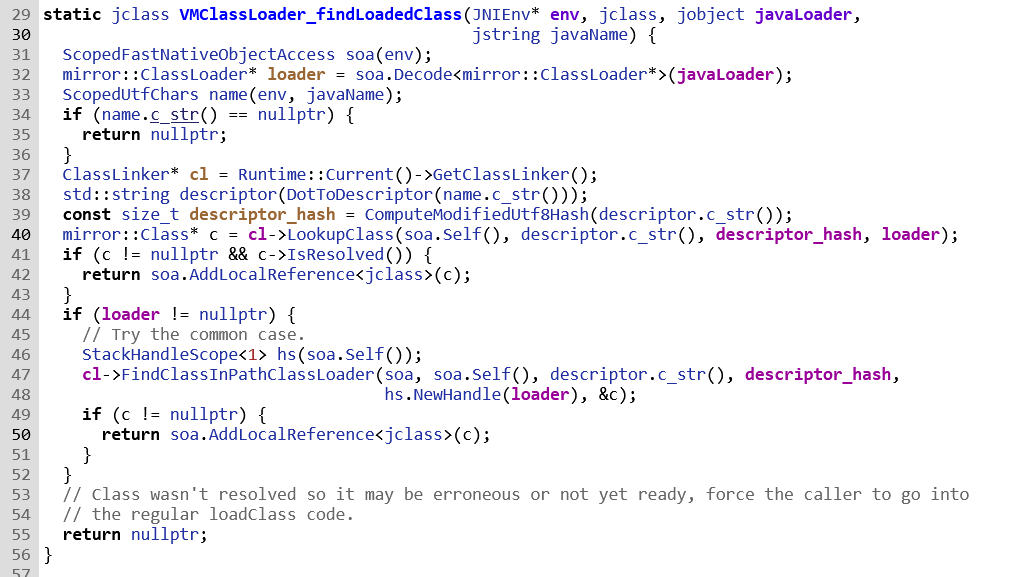 29 static jclass VMClassLoader_findLoadedClass(JNIEnv* env, jclass, jobject javaLoader,
30                                             jstring javaName) {
31   ScopedFastNativeObjectAccess soa(env);
32   mirror::ClassLoader* loader = soa.Decode<mirror::ClassLoader*>(javaLoader);
33   ScopedUtfChars name(env, javaName);
34   if (name.c_str() == nullptr) {
35     return nullptr;
36   }
37   ClassLinker* cl = Runtime::Current()->GetClassLinker();
38   std::string descriptor(DotToDescriptor(name.c_str()));
39   const size_t descriptor_hash = ComputeModifiedUtf8Hash(descriptor.c_str());
40   mirror::Class* c = cl->LookupClass(soa.Self(), descriptor.c_str(), descriptor_hash, loader);
41   if (c != nullptr && c->IsResolved()) {
42     return soa.AddLocalReference<jclass>(c);
43   }
44   if (loader != nullptr) {
45     // Try the common case.
46     StackHandleScope<1> hs(soa.Self());
47     cl->FindClassInPathClassLoader(soa, soa.Self(), descriptor.c_str(), descriptor_hash,
48                                    hs.NewHandle(loader), &c);
49     if (c != nullptr) {
50       return soa.AddLocalReference<jclass>(c);
51     }
52   }
53   // Class wasn't resolved so it may be erroneous or not yet ready, force the caller to go into
54   // the regular loadClass code.
55   return nullptr;
56 }
57